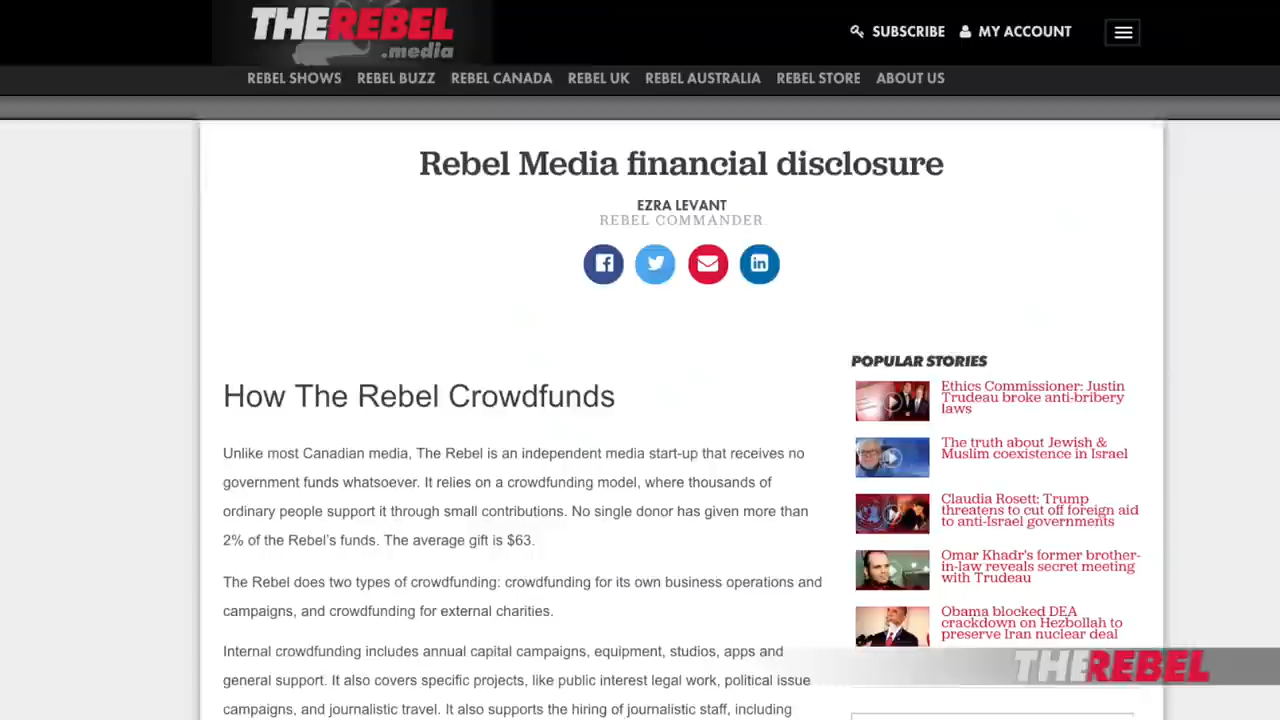 THEREBEL
.media
SUBSCRIBE
MY ACCOUNT
REBEL SHOWS REBEL BUZZ REBEL CANADA REBEL UK REBEL AUSTRALIA REBEL STORE ABOUT US
Rebel Media financial disclosure
EZRA LEVANT
REBEL COMMANDER
How The Rebel Crowdfunds
Unlike most Canadian media, The Rebel is an independent media start-up that receives no
government funds whatsoever. It relies on a crowdfunding model, where thousands of
ordinary people support it through small contributions. No single donor has given more than
2% of the Rebel's funds. The average gift is $63.
The Rebel does two types of crowdfunding: crowdfunding for its own business operations and
campaigns, and crowdfunding for external charities.
Internal crowdfunding includes annual capital campaigns, equipment, studios, apps and
general support. It also covers specific projects, like public interest legal work, political issue
campaigns, and journalistic travel. It also supports the hiring of journalistic staff, including
POPULAR STORIES
Ethics Commissioner: Justin
Trudeau broke anti-bribery
laws
The truth about Jewish &
Muslim coexistence in Israel
Claudia Rosett: Trump
threatens to cut off foreign aid
to anti-Israel governments
Omar Khadr's former brother-
in-law reveals secret meeting
with Trudeau
Obama blocked DEA
crackdown on Hezbollah to
preserve Iran nuclear deal
THEREBEL